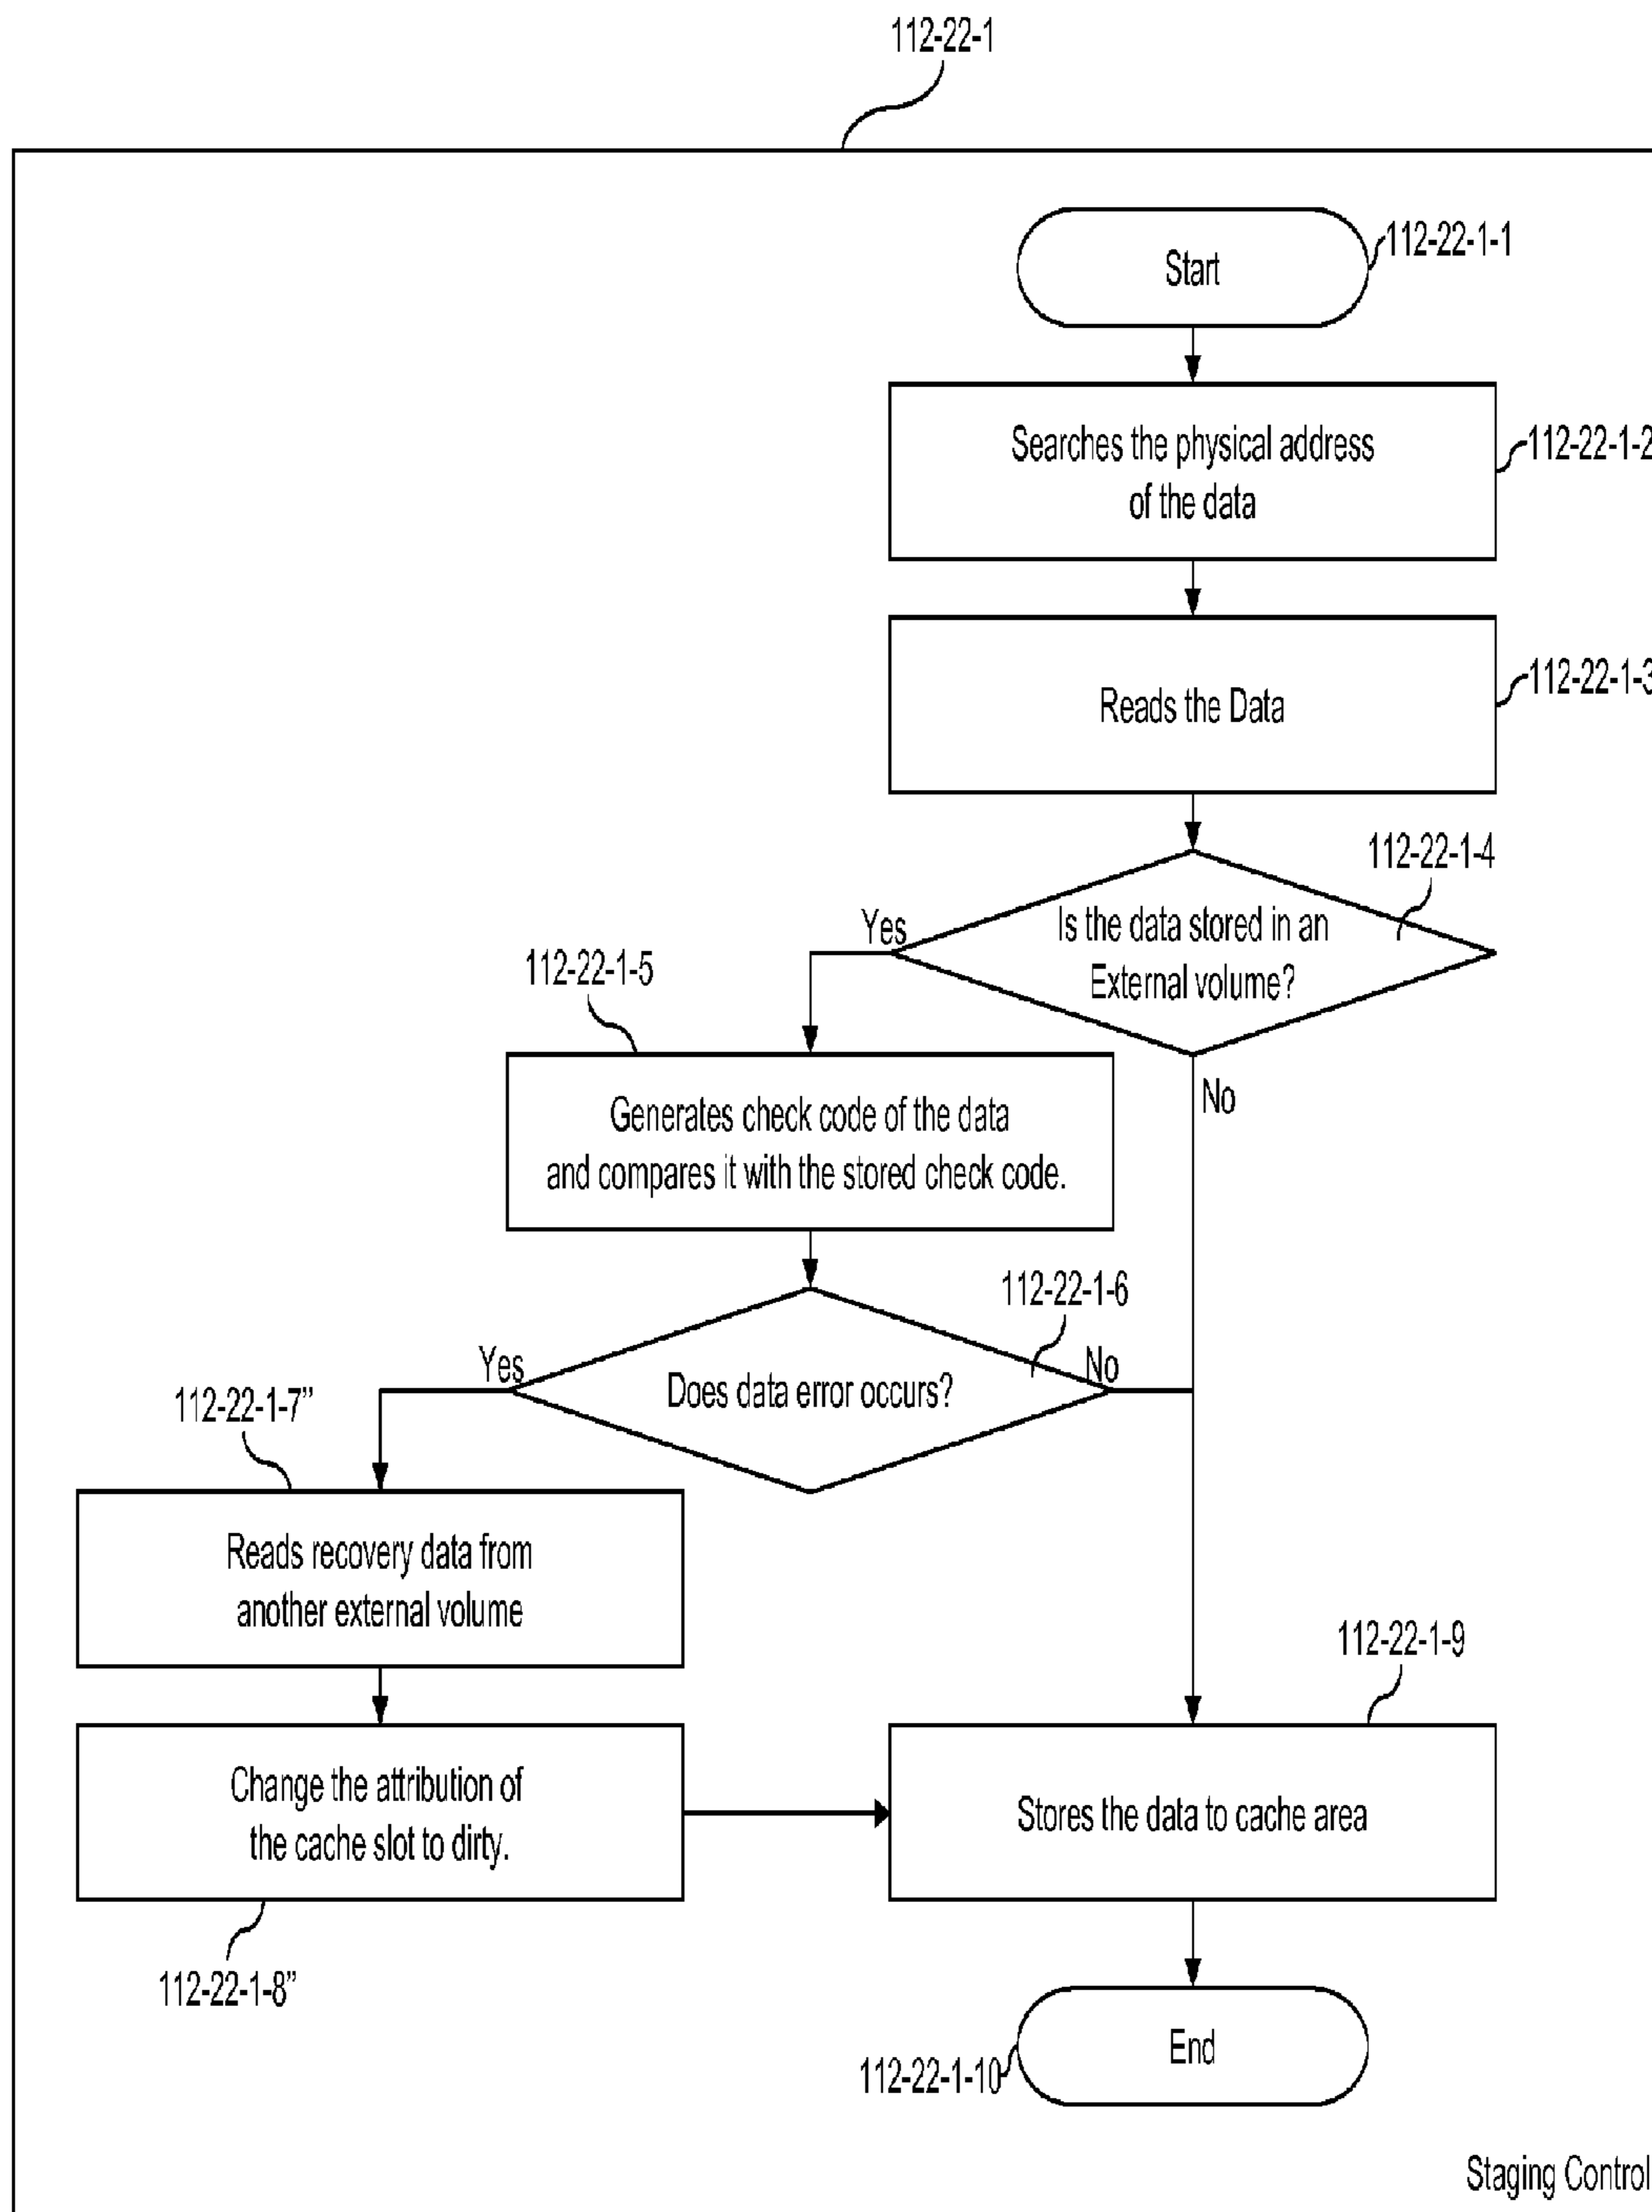 112-22-1
Start
112-22-1-1
Searches the physical address
of the data
112-22-1-2
Reads the Data
112-22-1-3
112-22-1-4
Is the data stored in an
External volume?
Yes
No
112-22-1-5
Generates check code of the data
and compares it with the stored check code.
112-22-1-6
Does data error occurs?
Yes
No
112-22-1-7”
Reads recovery data from
another external volume
112-22-1-9
Change the attribution of
the cache slot to dirty.
Stores the data to cache area
112-22-1-8”
End
112-22-1-10
Staging Control